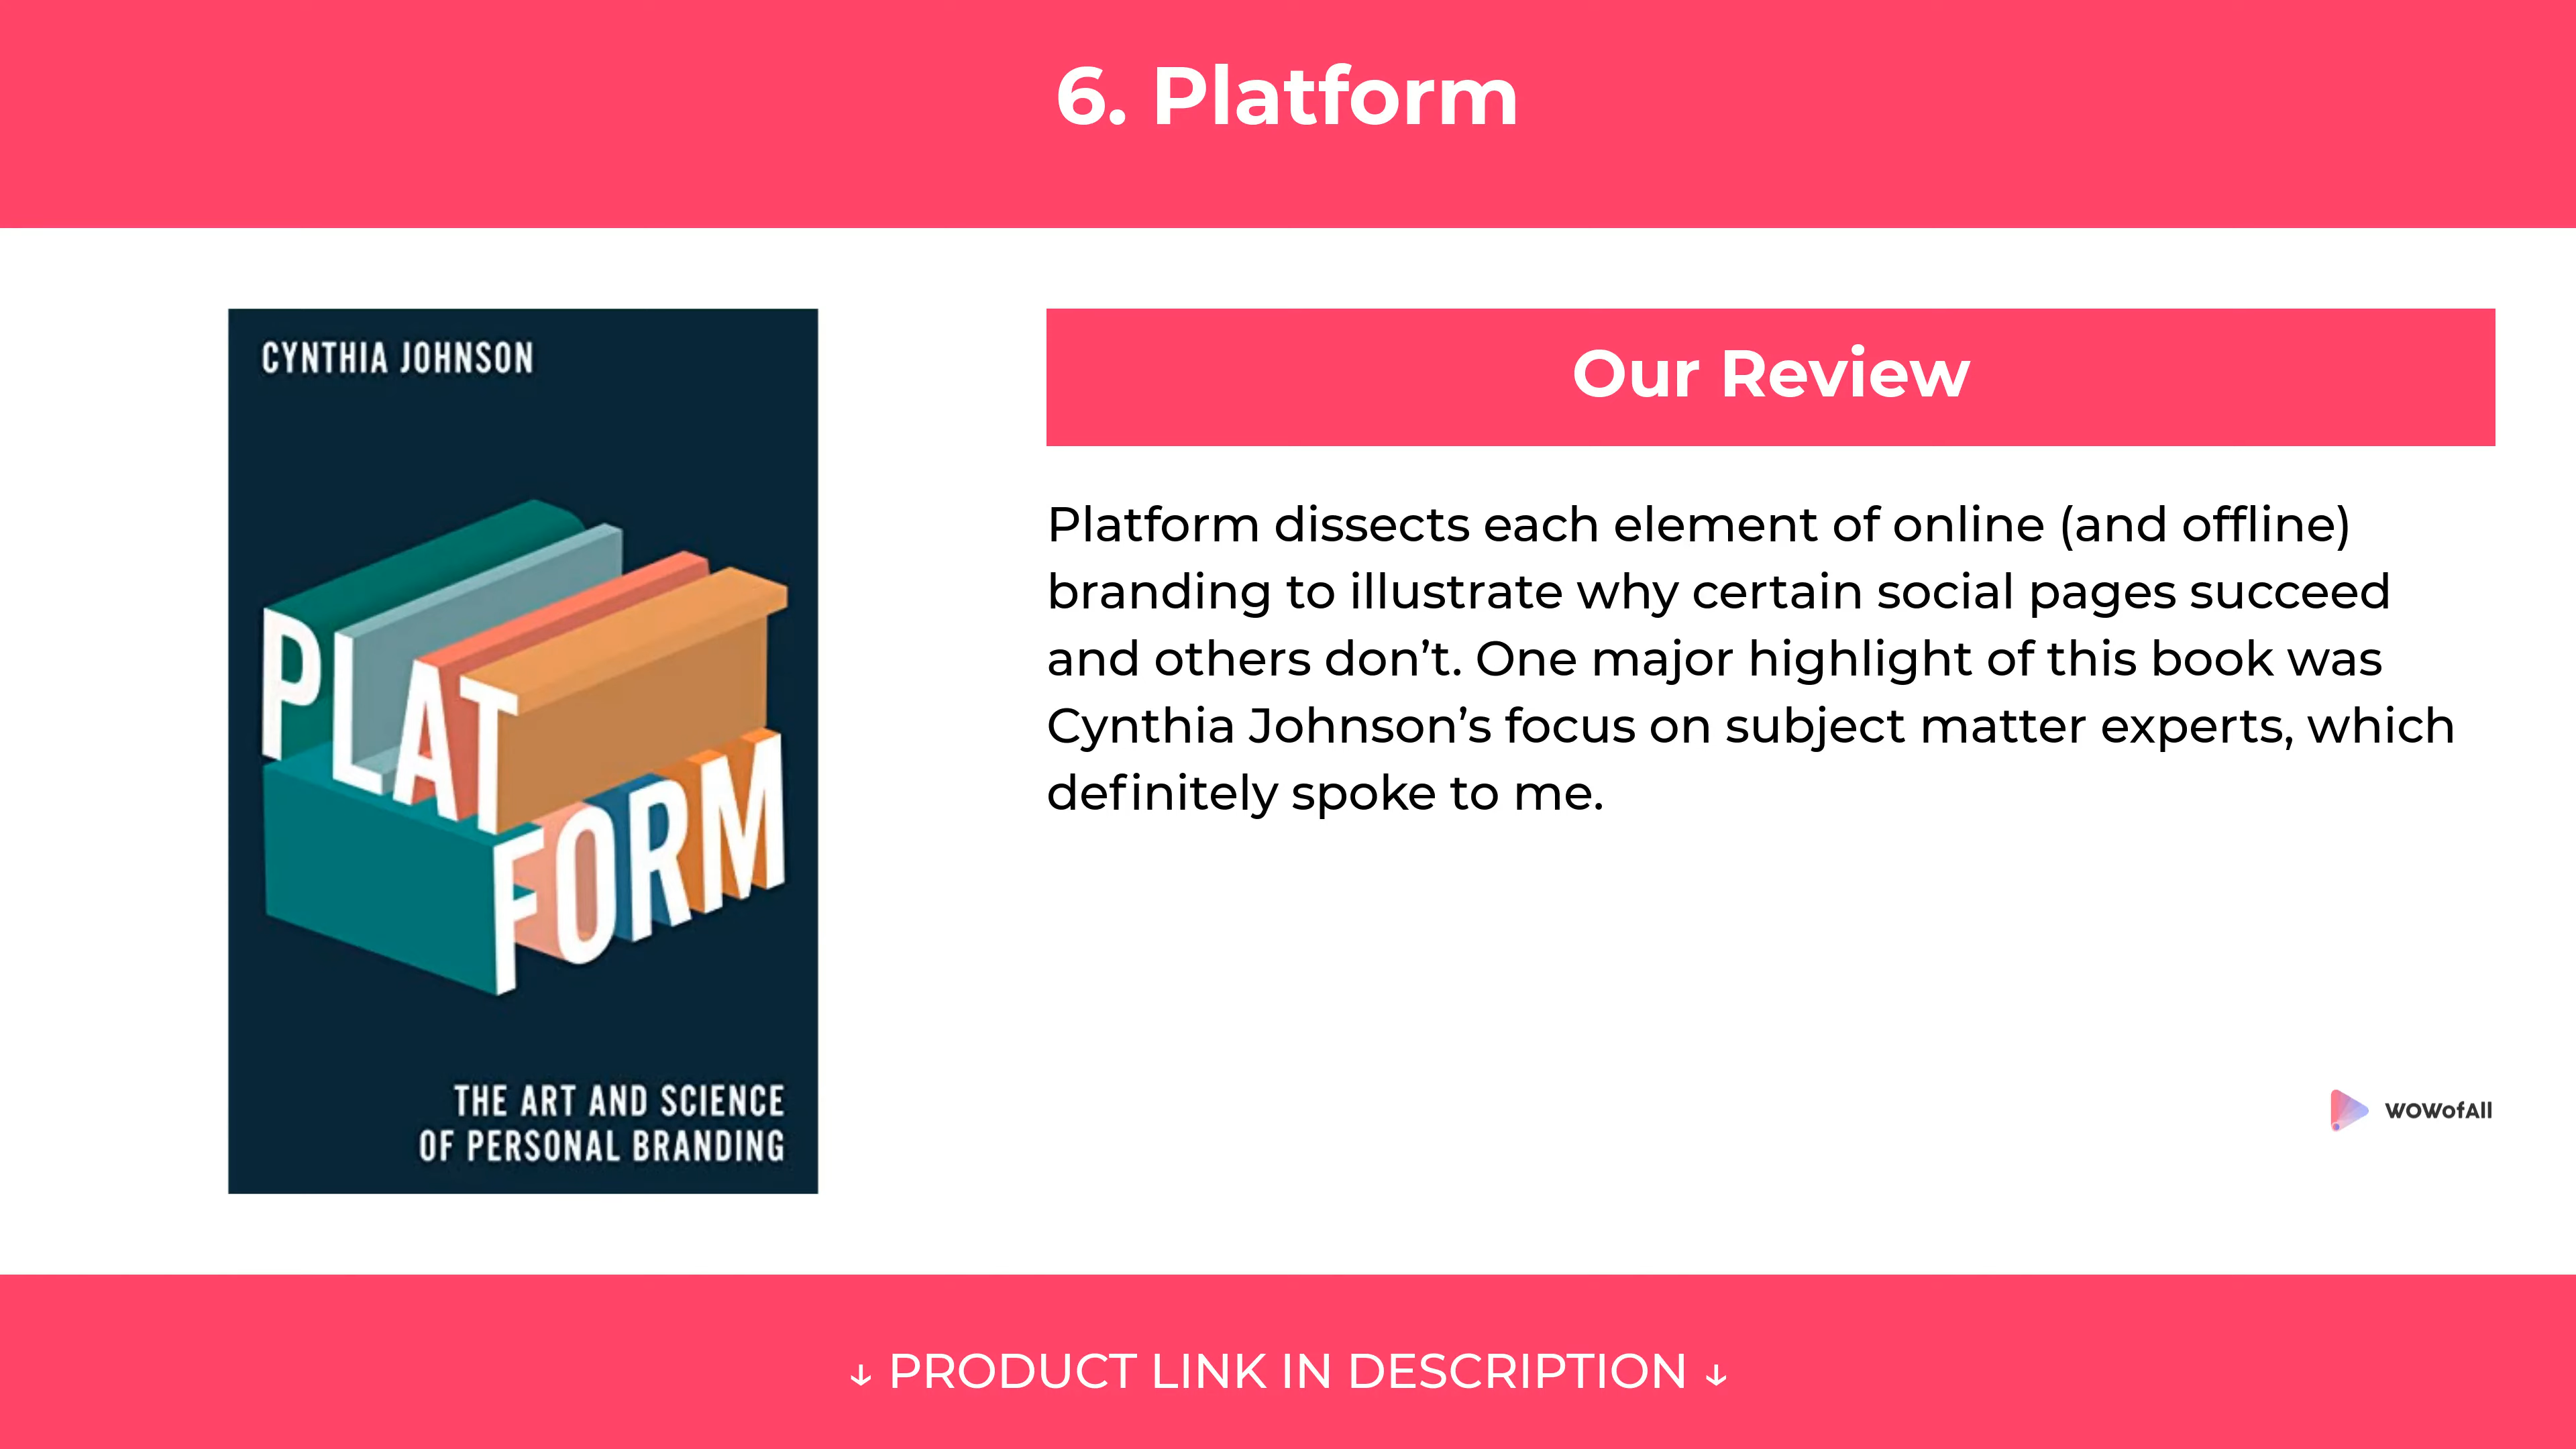 6. Platform
CYNTHIA JOHNSON
PLAT
FORM
THE ART AND SCIENCE
OF PERSONAL BRANDING
Our Review
Platform dissects each element of online (and offline)
branding to illustrate why certain social pages succeed
and others don’t. One major highlight of this book was
Cynthia Johnson’s focus on subject matter experts, which
definitely spoke to me.
WOWofAll
↓ PRODUCT LINK IN DESCRIPTION ↓